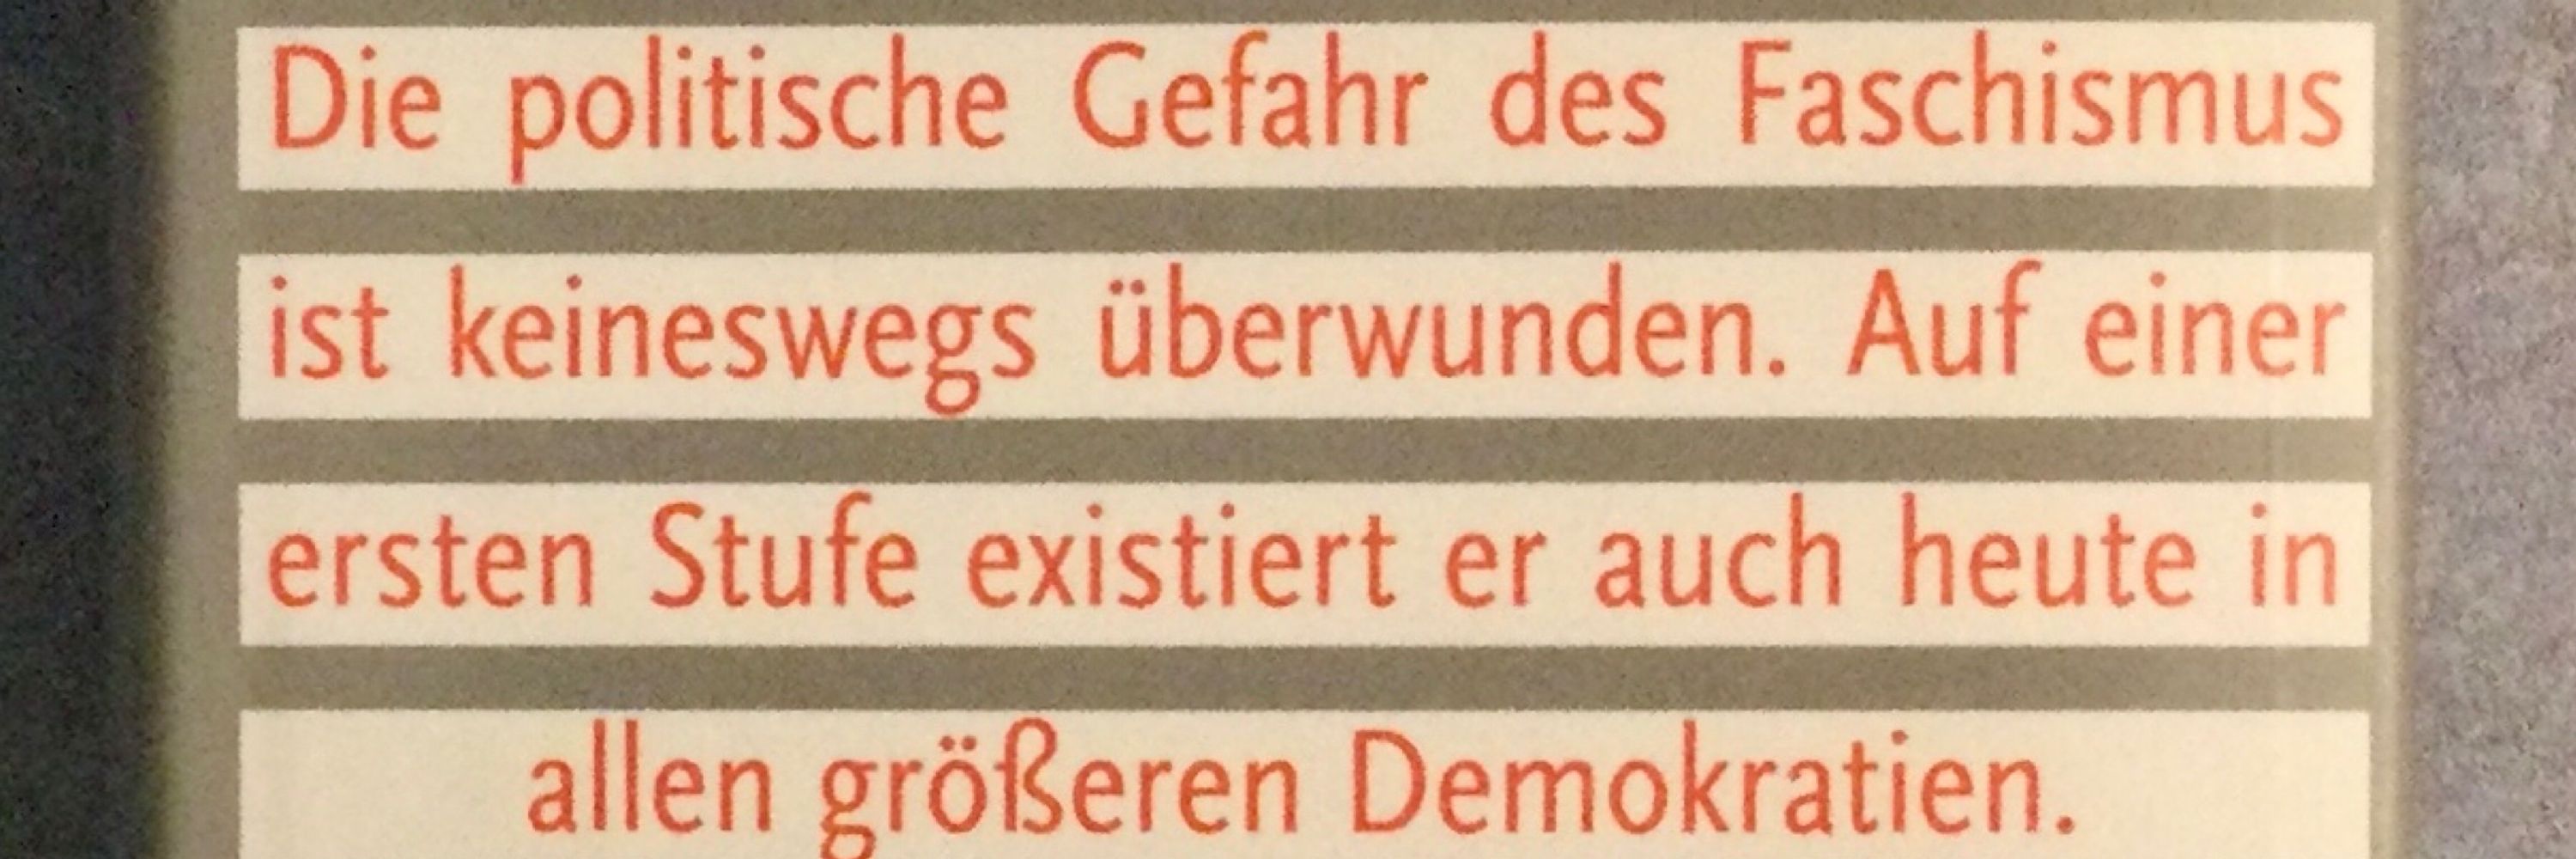 Die politische Gefahr des Faschismus
ist keineswegs überwunden. Auf einer
ersten Stufe existiert er auch heute in
allen größeren Demokratien.